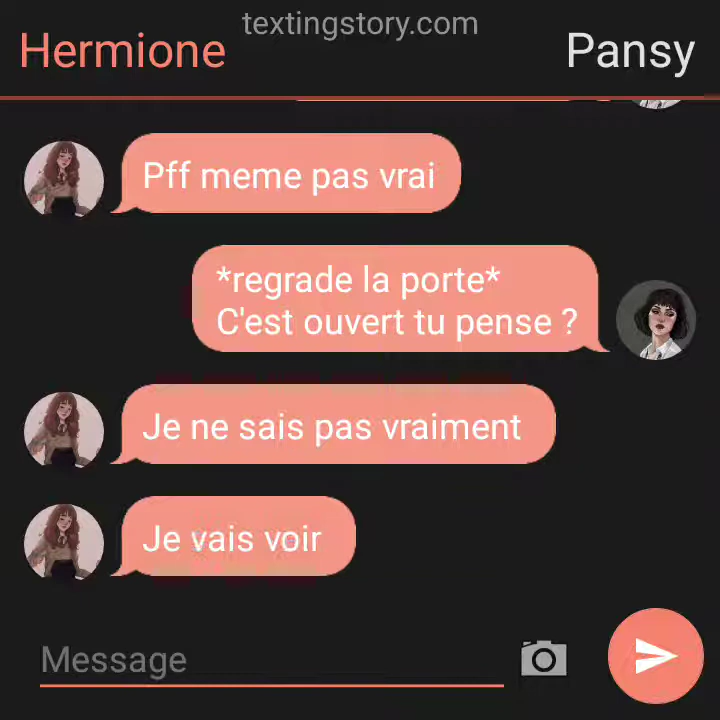 textingstory.com
Hermione
Pansy
Pff meme pas vrai
*regrade la porte*
C'est ouvert tu pense ?
Je ne sais pas vraiment
Je vais voir
Message